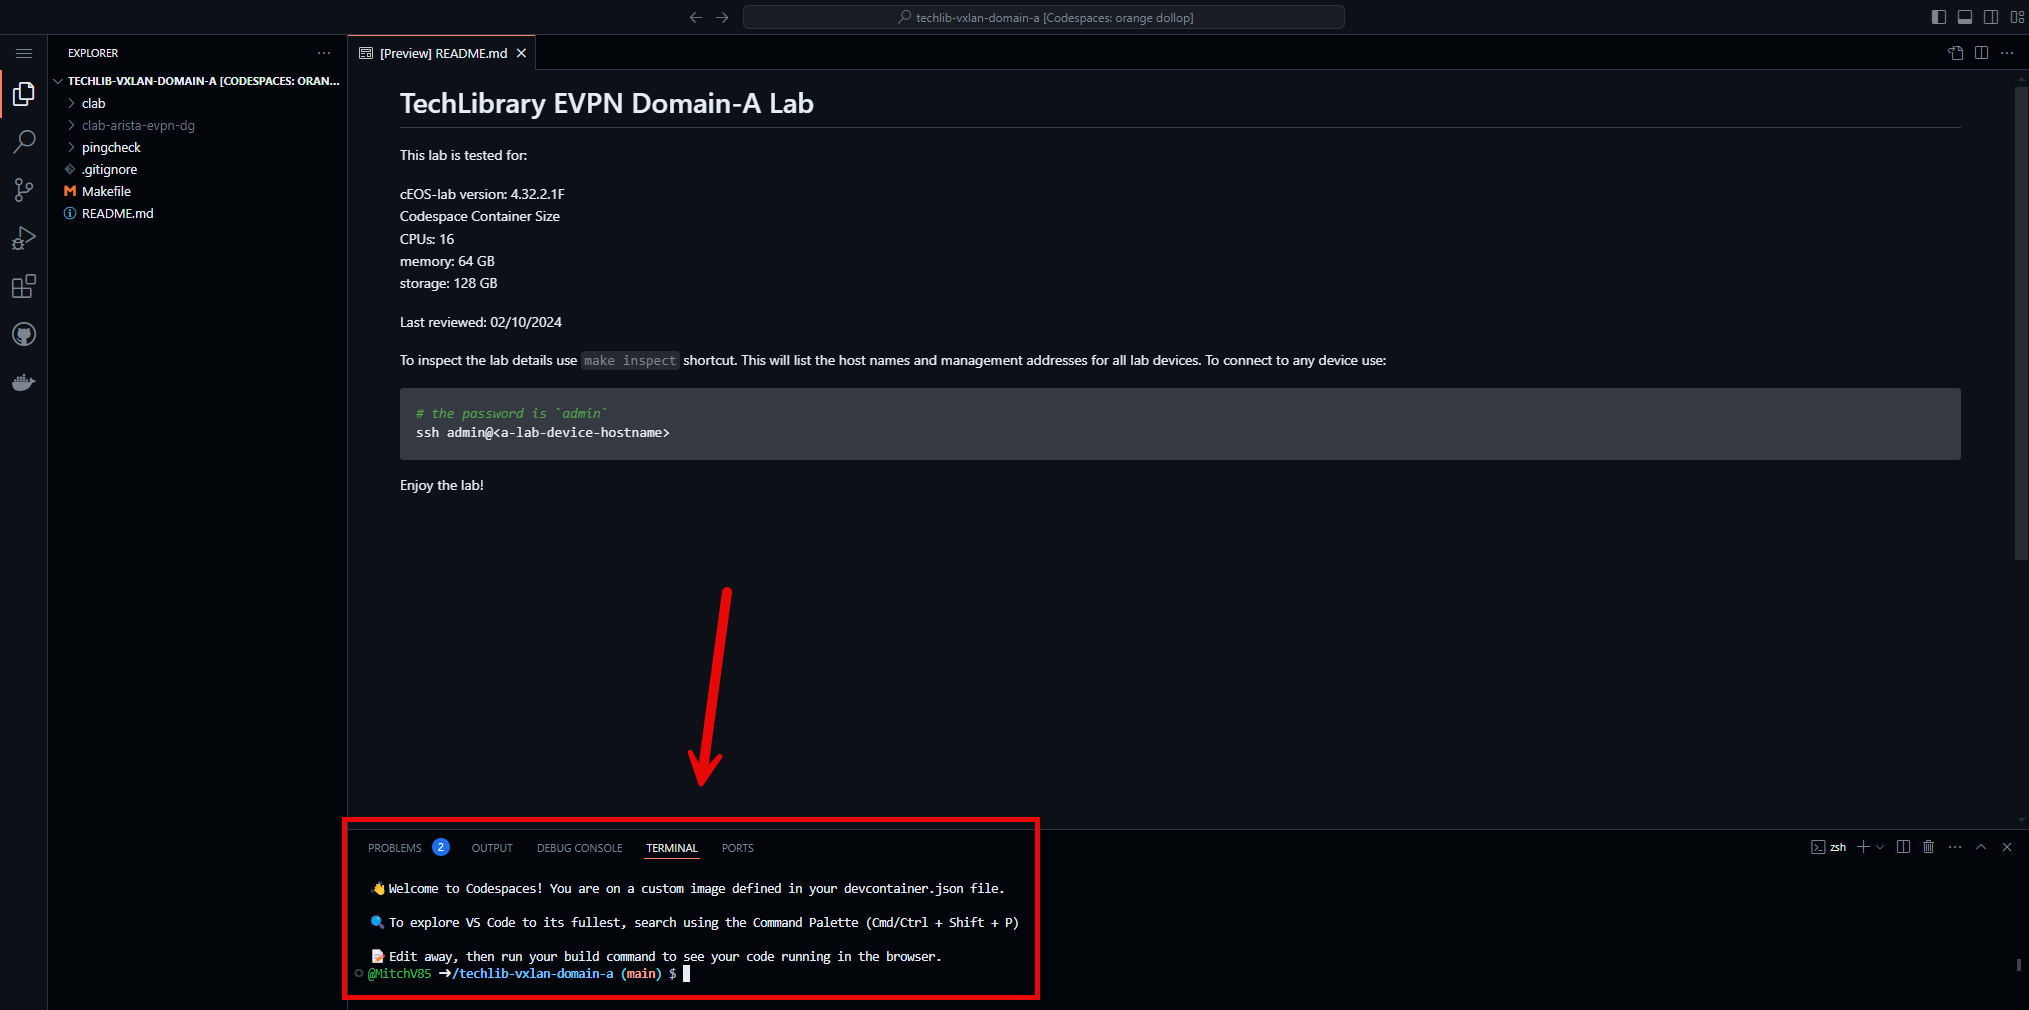 techlib-vxlan-domain-a [Codespaces: orange dollop]
EXPLORER
TECHLIB-VXLAN-DOMAIN-A [CODESPACES: ORAN...
clab
clab-arista-evpn-dg
pingcheck
.gitignore
Makefile
README.md
[Preview] README.md
TechLibrary EVPN Domain-A Lab
This lab is tested for:
cEOS-lab version: 4.32.2.1F
Codespace Container Size
CPUs: 16
memory: 64 GB
storage: 128 GB
Last reviewed: 02/10/2024
To inspect the lab details use make inspect shortcut. This will list the host names and management addresses for all lab devices. To connect to any device use:
# the password is `admin`
ssh admin@<a-lab-device-hostname>
Enjoy the lab!
PROBLEMS 2 OUTPUT DEBUG CONSOLE TERMINAL PORTS
zsh
👋 Welcome to Codespaces! You are on a custom image defined in your devcontainer.json file.
🔍 To explore VS Code to its fullest, search using the Command Palette (Cmd/Ctrl + Shift + P)
📝 Edit away, then run your build command to see your code running in the browser.
@MitchV85 ➜/techlib-vxlan-domain-a (main) $